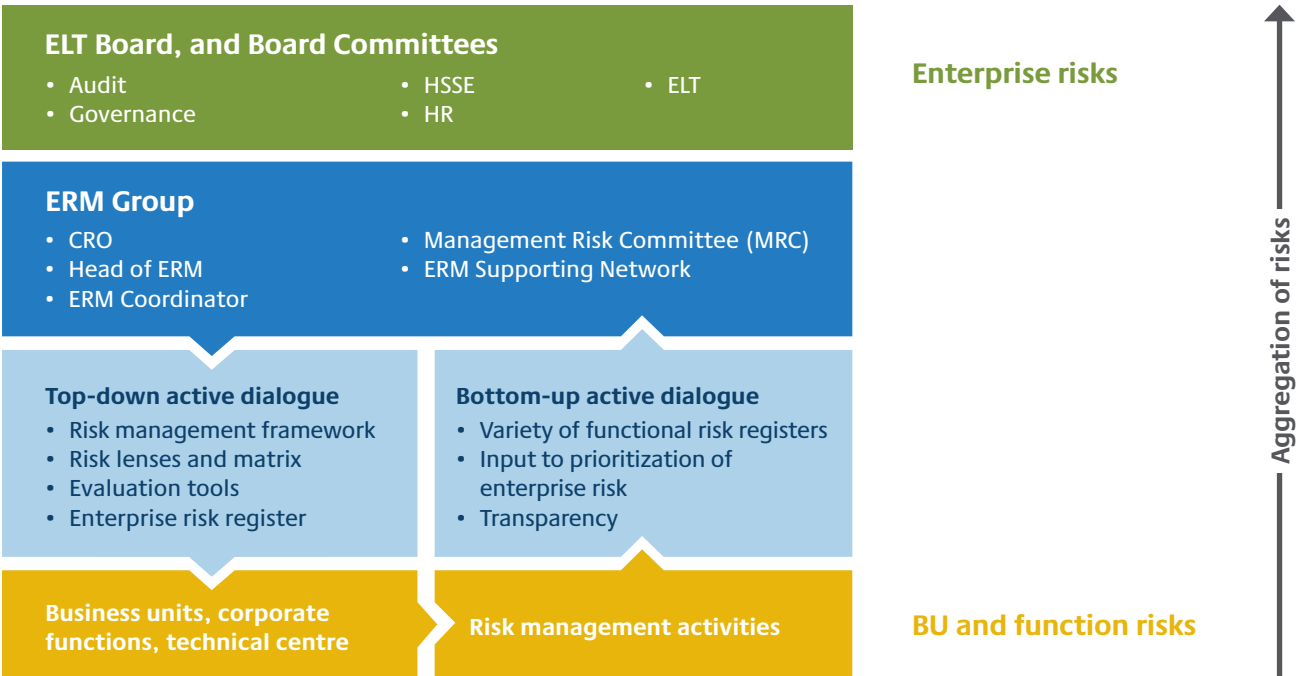 ELT Board, and Board Committees
• Audit
• Governance
• HSSE
• HR
• ELT
Enterprise risks
ERM Group
• CRO
• Head of ERM
• ERM Coordinator
• Management Risk Committee (MRC)
• ERM Supporting Network
Top-down active dialogue
• Risk management framework
• Risk lenses and matrix
• Evaluation tools
• Enterprise risk register
Bottom-up active dialogue
• Variety of functional risk registers
• Input to prioritization of
enterprise risk
• Transparency
Business units, corporate
functions, technical centre
Risk management activities
BU and function risks
Aggregation of risks